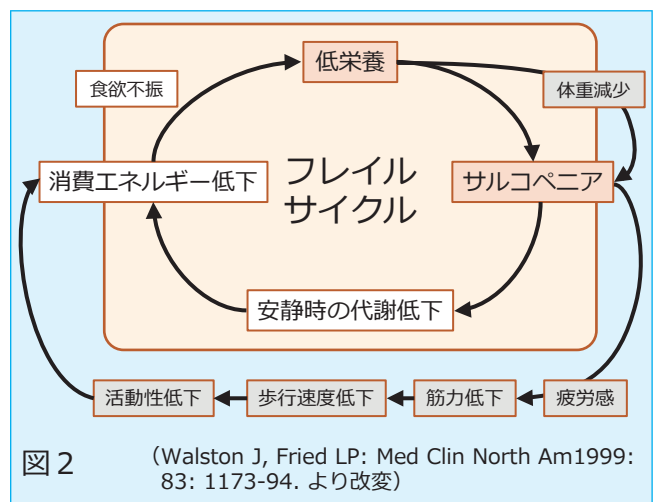 低栄養
食欲不振
体重減少
消費エネルギー低下
フレイル
サイクル
サルコペニア
安静時の代謝低下
活動性低下
歩行速度低下
筋力低下
疲労感
図2
（Walston J, Fried LP: Med Clin North Am1999:
83: 1173-94. より改変）